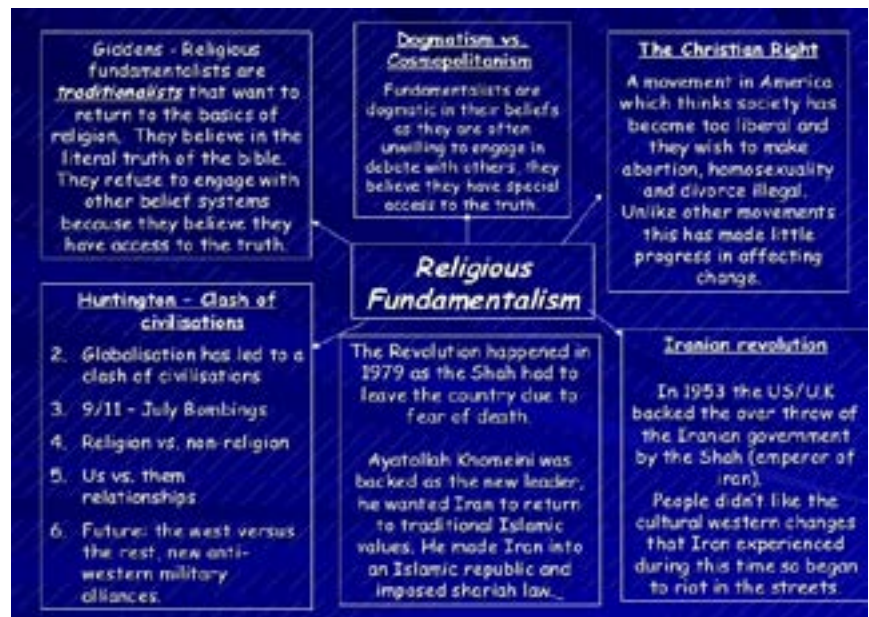 Giddens - Religious
fundamentalists are
traditionalists that want to
return to the basics of
religion. They believe in the
literal truth of the bible.
They refuse to engage with
other belief systems
because they believe they
have access to the truth.
Dogmatism vs.
Cosmopolitanism
Fundamentalists are
dogmatic in their beliefs
as they are often
unwilling to engage in
debate with others, they
believe they have special
access to the truth.
The Christian Right
A movement in America
which thinks society has
become too liberal and
they wish to make
abortion, homosexuality
and divorce illegal.
Unlike other movements
this has made little
progress in affecting
change.
Religious
Fundamentalism
Huntington - Clash of
civilisations
2. Globalisation has led to a
clash of civilisations
3. 9/11 - July Bombings
4. Religion vs. non-religion
5. Us vs. them
relationships
6. Future: the west versus
the rest, new anti-
western military
alliances.
The Revolution happened in
1979 as the Shah had to
leave the country due to
fear of death.
Ayatollah Khomeini was
backed as the new leader,
he wanted Iran to return
to traditional Islamic
values. He made Iran into
an Islamic republic and
imposed shariah law._
Iranian revolution
In 1953 the US/U.K
backed the over throw of
the Iranian government
by the Shah (emperor of
iran).
People didn't like the
cultural western changes
that Iran experienced
during this time so began
to riot in the streets.